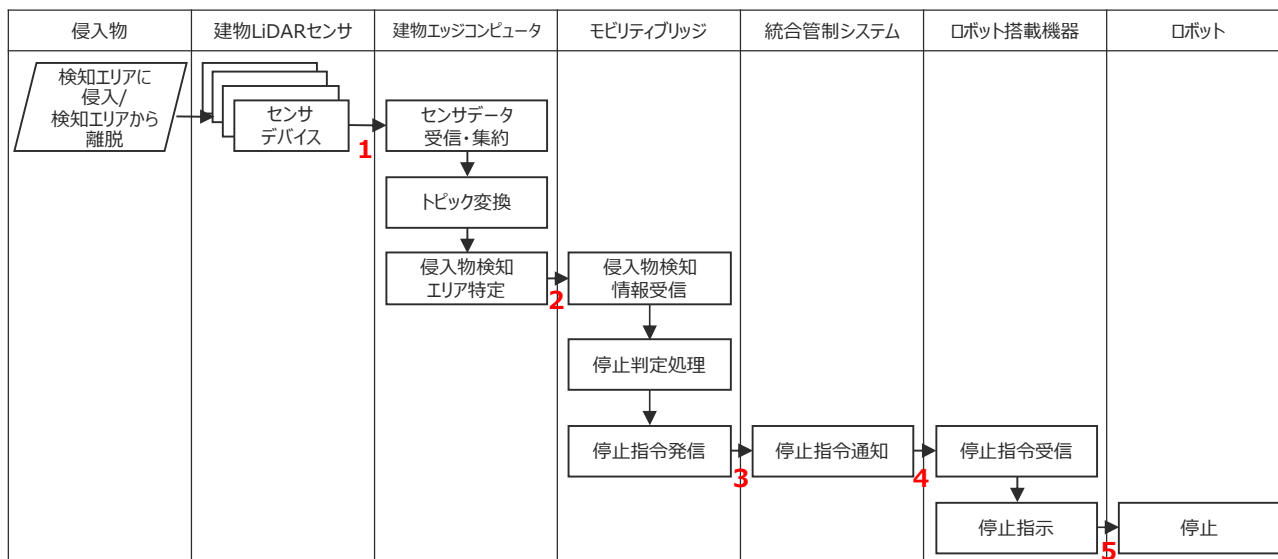 侵入物
建物LiDARセンサ
建物エッジコンピュータ
モビリティブリッジ
統合管制システム
ロボット搭載機器
ロボット
検知エリアに
侵入/
検知エリアから
離脱
センサ
デバイス
1
センサデータ
受信・集約
トピック変換
侵入物検知
エリア特定
2
侵入物検知
情報受信
停止判定処理
停止指令発信
3
停止指令通知
4
停止指令受信
停止指示
5
停止